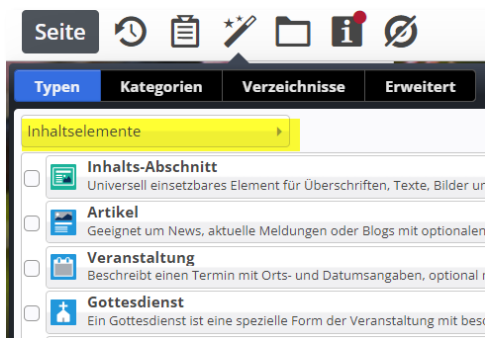 Seite
Typen Kategorien Verzeichnisse Erweitert
Inhaltselemente
Inhalts-Abschnitt
Universell einsetzbares Element für Überschriften, Texte, Bilder
Artikel
Geeignet um News, aktuelle Meldungen oder Blogs mit optionalen
Veranstaltung
Beschreibt einen Termin mit Orts- und Datumsangaben, optional
Gottesdienst
Ein Gottesdienst ist eine spezielle Form der Veranstaltung mit